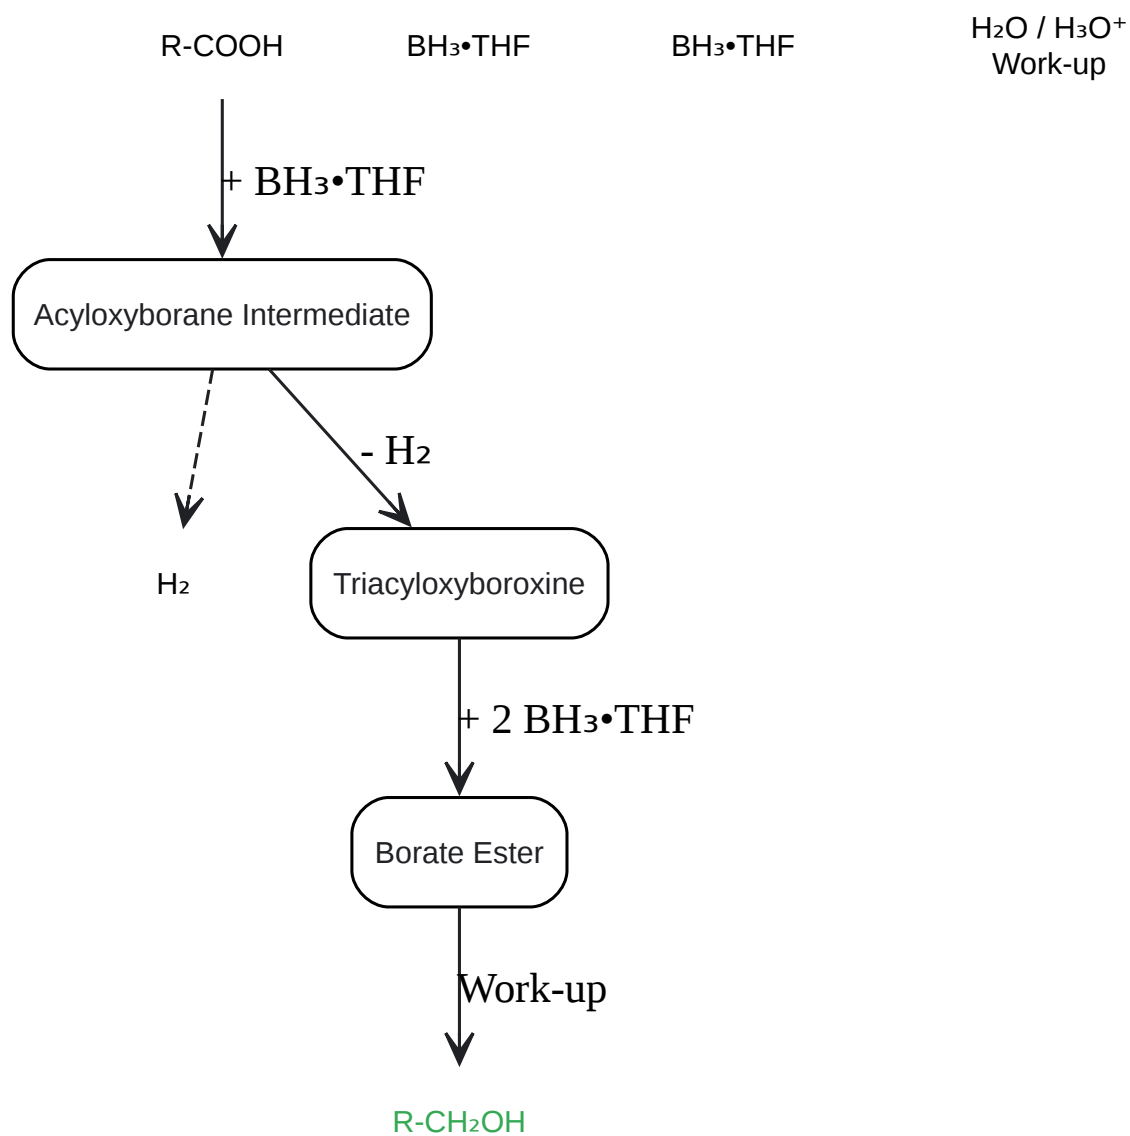 R-COOH
BH₃•THF
BH₃•THF
H₂O / H₃O⁺
Work-up
+ BH₃•THF
Acyloxyborane Intermediate
- H₂
H₂
Triacyloxyboroxine
+ 2 BH₃•THF
Borate Ester
Work-up
R-CH₂OH